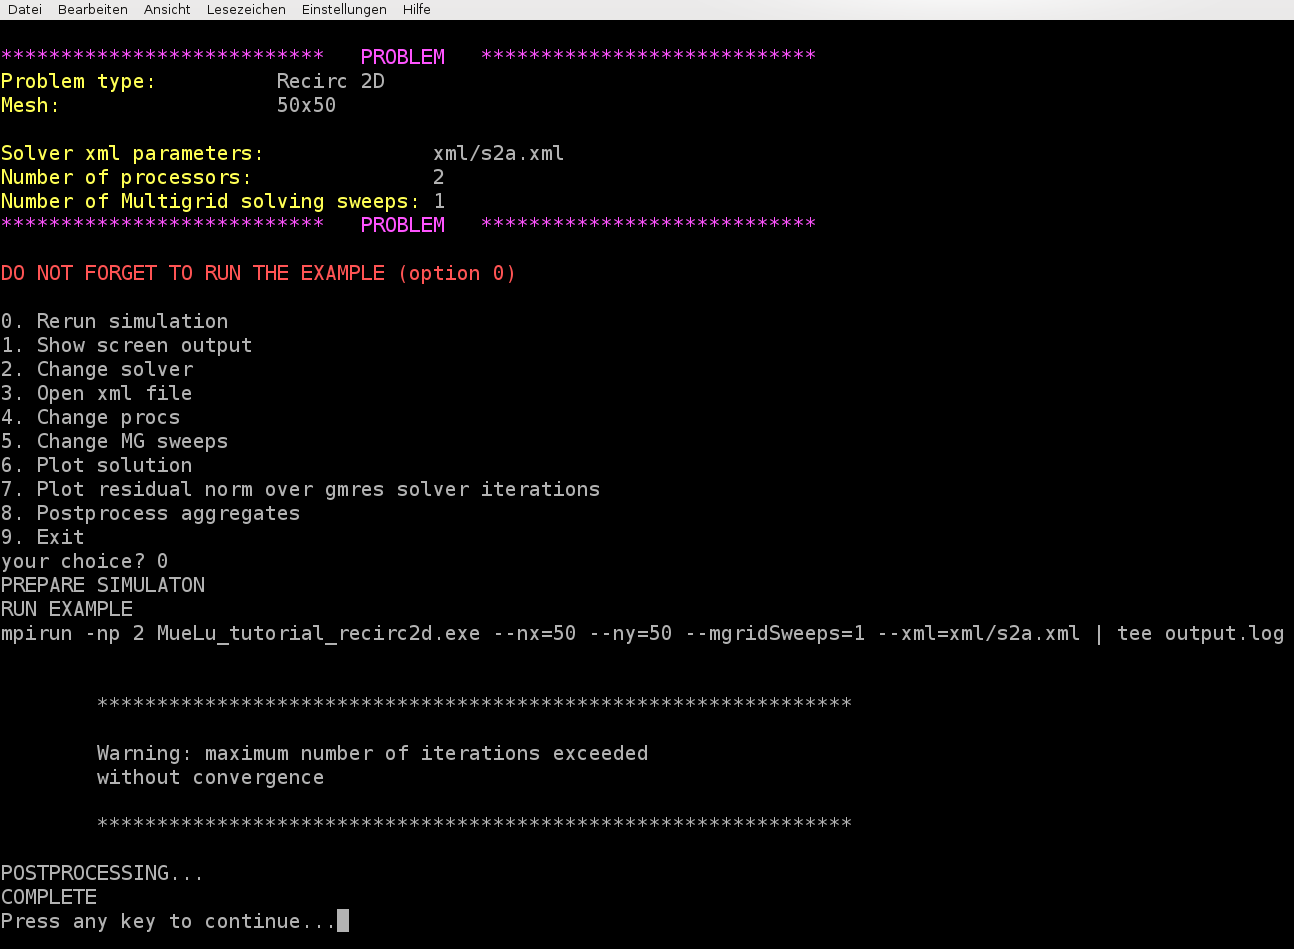 Datei Bearbeiten Ansicht Lesezeichen Einstellungen Hilfe
*************************** PROBLEM ****************************
Problem type: Recirc 2D
Mesh: 50x50
Solver xml parameters: xml/s2a.xml
Number of processors: 2
Number of Multigrid solving sweeps: 1
*************************** PROBLEM ****************************
DO NOT FORGET TO RUN THE EXAMPLE (option 0)
0. Rerun simulation
1. Show screen output
2. Change solver
3. Open xml file
4. Change procs
5. Change MG sweeps
6. Plot solution
7. Plot residual norm over gmres solver iterations
8. Postprocess aggregates
9. Exit
your choice? 0
PREPARE SIMULATON
RUN EXAMPLE
mpirun -np 2 MueLu_tutorial_recirc2d.exe --nx=50 --ny=50 --mgridSweeps=1 --xml=xml/s2a.xml | tee output.log
***************************************************************
Warning: maximum number of iterations exceeded
without convergence
***************************************************************
POSTPROCESSING...
COMPLETE
Press any key to continue...